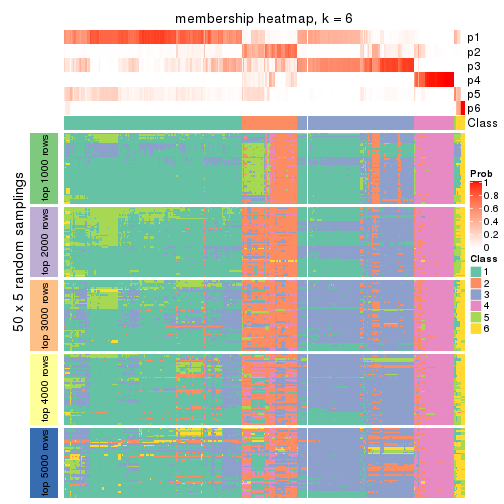 membership heatmap, k = 6
p1
p2
p3
p4
p5
p6
Class
50 x 5 random samplings
top 1000 rows
top 2000 rows
top 3000 rows
top 4000 rows
top 5000 rows
Prob
1
0.8
0.6
0.4
0.2
0
Class
1
2
3
4
5
6